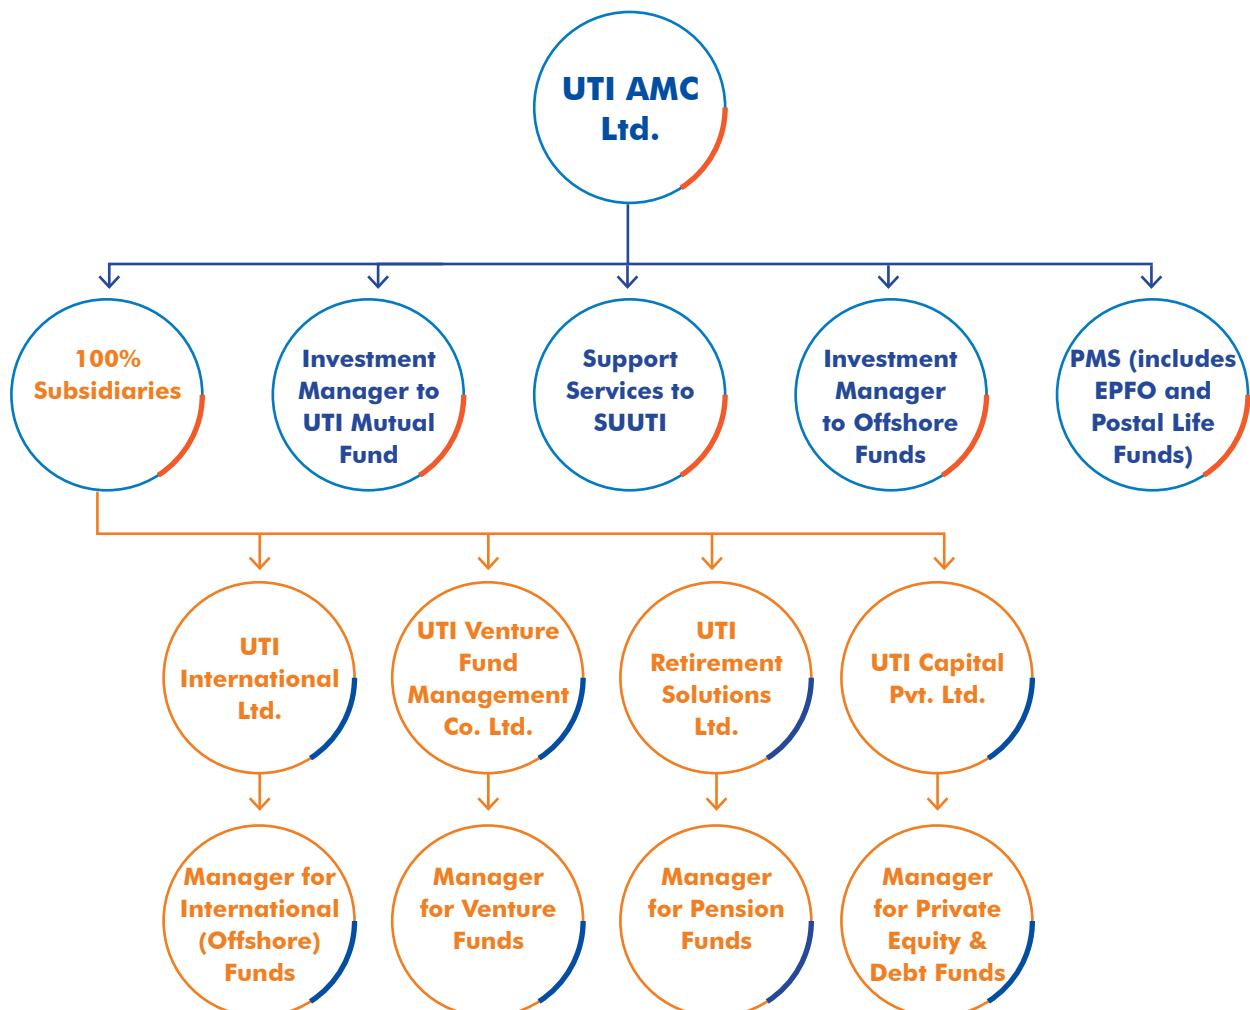 UTI AMC
Ltd.
100%
Subsidiaries
Investment
Manager to
UTI Mutual
Fund
Support
Services to
SUUTI
Investment
Manager
to Offshore
Funds
PMS (includes
EPFO and
Postal Life
Funds)
UTI
International
Ltd.
UTI Venture
Fund
Management
Co. Ltd.
UTI
Retirement
Solutions
Ltd.
UTI Capital
Pvt. Ltd.
Manager for
International
(Offshore)
Funds
Manager
for Venture
Funds
Manager
for Pension
Funds
Manager
for Private
Equity &
Debt Funds